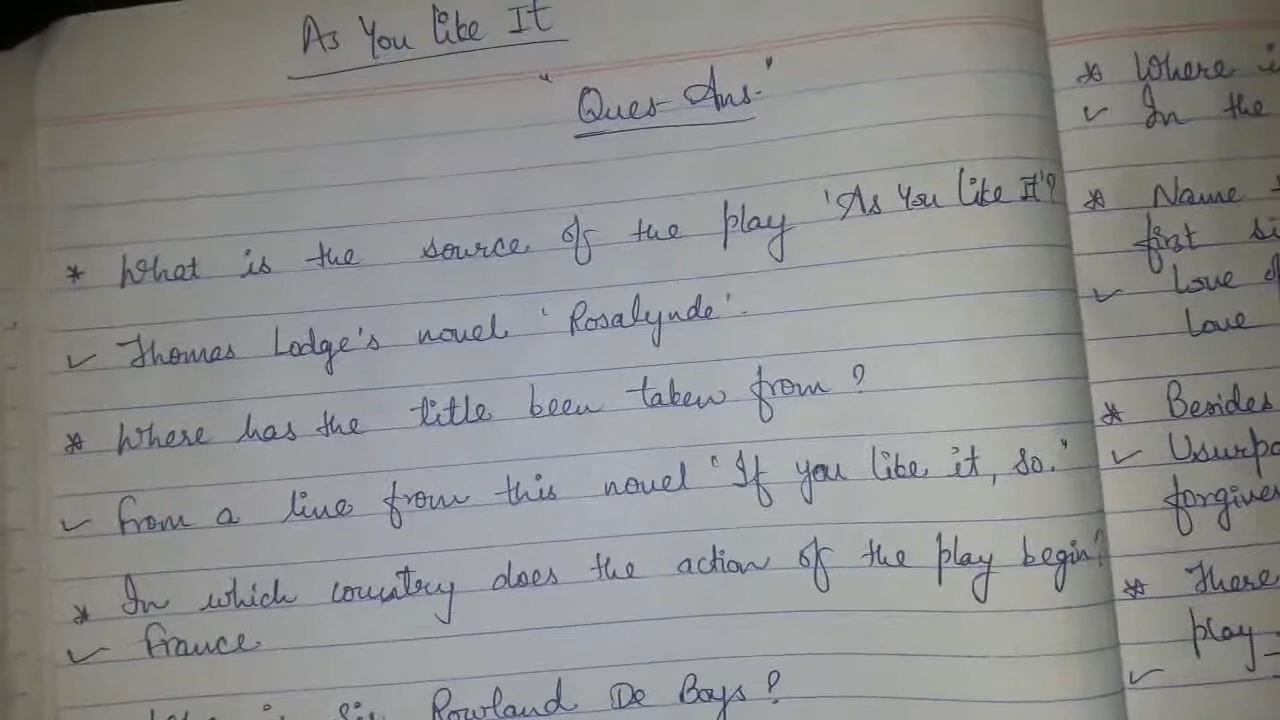 As You like It
"Ques- Ans."
* What is the source of the play 'As You like It'?
✓ Thomas Lodge's novel 'Rosalynde'.
* Where has the title been taken from?
✓ from a line from this novel "If you like it, so."
* In which country does the action of the play begin?
✓ France
Rowland De Boys?
* Where
✓ In the
* Name
first
✓ Love
Love
* Besides
✓
* There
play -
✓